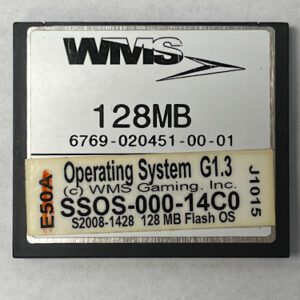 WMS
128MB
6769-020451-00-01
E50A
Operating System G1.3
(c) WMS Gaming. Inc.
SSOS-000-14C0
S2008-1428 128 MB Flash OS
J1015